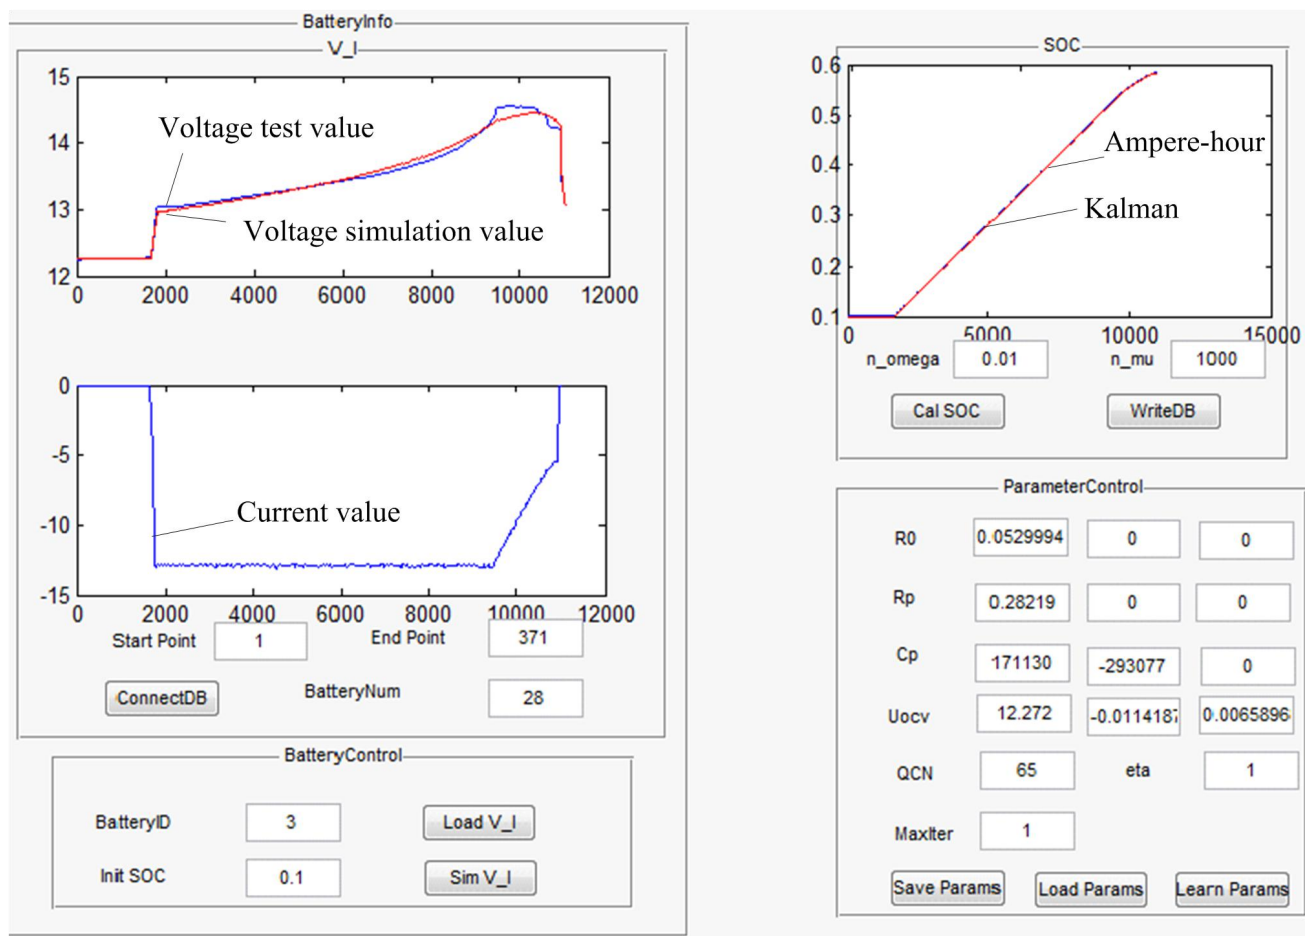 BatteryInfo
V_I
15
14
13
12
Voltage test value
Voltage simulation value
0 2000 4000 6000 8000 10000 12000
0
-5
-10
-15
Current value
0 2000 4000 6000 8000 10000 12000
Start Point 1 End Point 371
ConnectDB BatteryNum 28
BatteryControl
BatteryID 3 Load V_I
Init SOC 0.1 Sim V_I
SOC
0.6
0.5
0.4
0.3
0.2
0.1
Ampere-hour
Kalman
0 5000 10000 15000
n_omega 0.01 n_mu 1000
Cal SOC WriteDB
ParameterControl
R0 0.0529994 0 0
Rp 0.28219 0 0
Cp 171130 -293077 0
Uocv 12.272 -0.0114187 0.0065896
QCN 65 eta 1
MaxIter 1
Save Params Load Params Learn Params